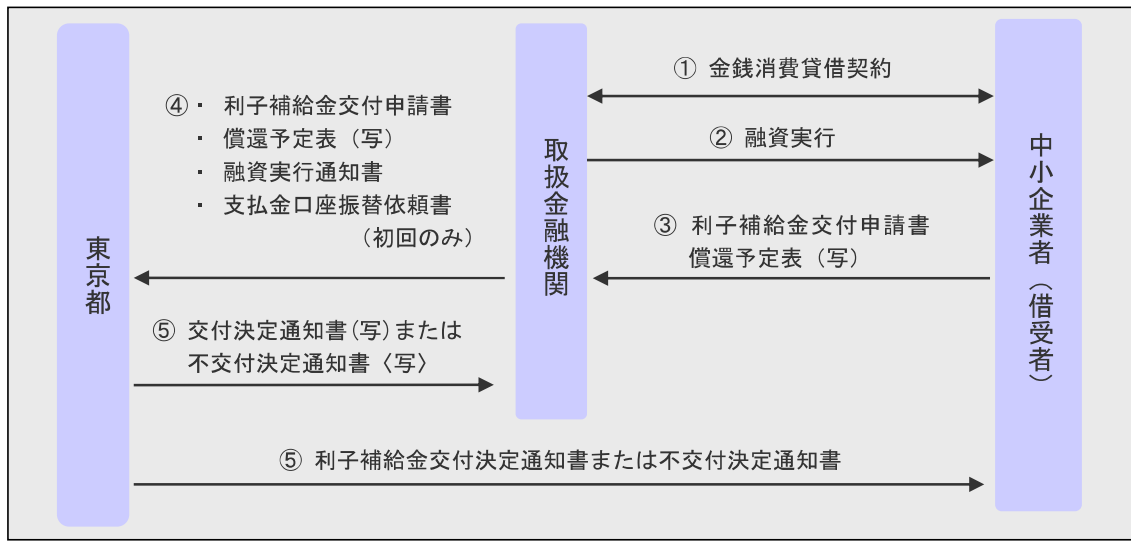 東京都
取扱金融機関
中小企業者（借受者）
① 金銭消費貸借契約
② 融資実行
③ 利子補給金交付申請書
償還予定表（写）
④・ 利子補給金交付申請書
・ 償還予定表（写）
・ 融資実行通知書
・ 支払金口座振替依頼書
（初回のみ）
⑤ 交付決定通知書(写)または
不交付決定通知書〈写〉
⑤ 利子補給金交付決定通知書または不交付決定通知書